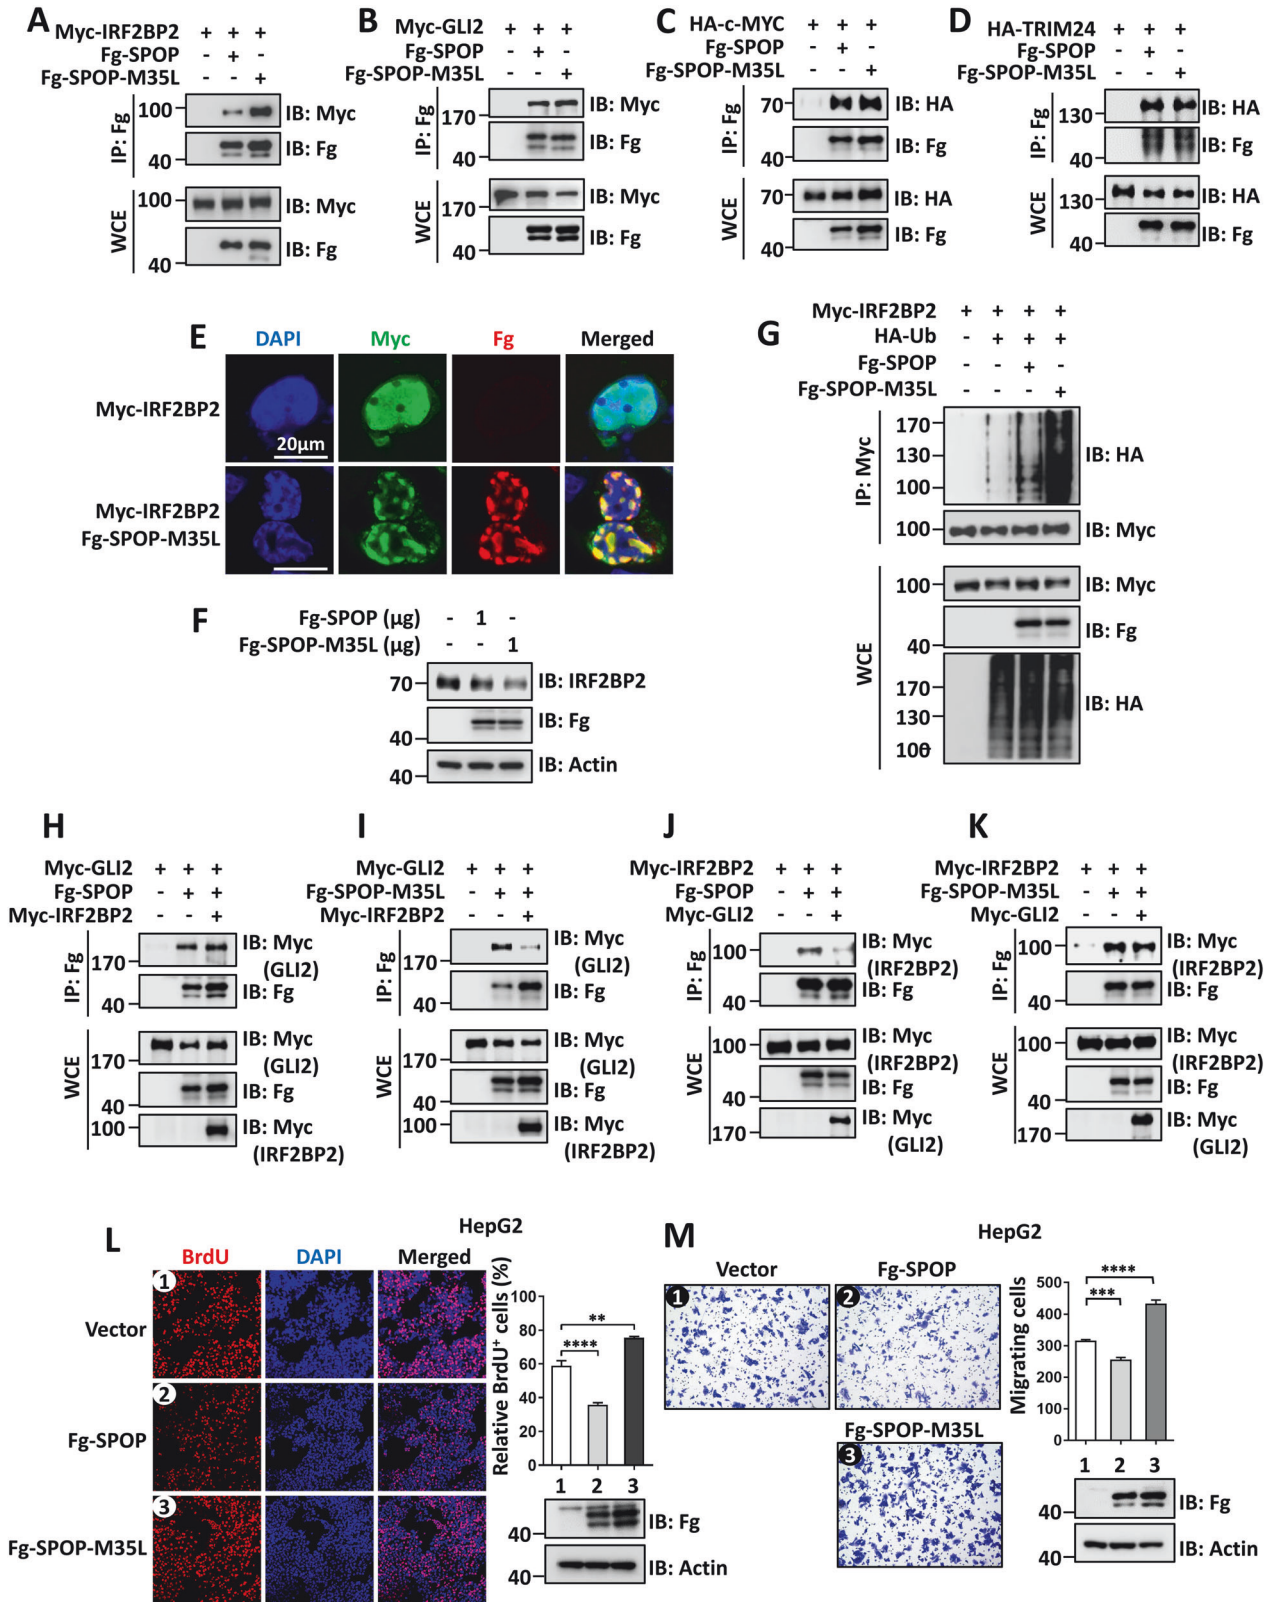 A
Myc-IRF2BP2 + + +
Fg-SPOP - + -
Fg-SPOP-M35L - - +
IP: Fg
100
IB: Myc
40
IB: Fg
WCE
100
IB: Myc
40
IB: Fg
B
Myc-GLI2 + + +
Fg-SPOP - + -
Fg-SPOP-M35L - - +
IP: Fg
170
IB: Myc
40
IB: Fg
WCE
170
IB: Myc
40
IB: Fg
C
HA-c-MYC + + +
Fg-SPOP - + -
Fg-SPOP-M35L - - +
IP: Fg
70
IB: HA
40
IB: Fg
WCE
70
IB: HA
40
IB: Fg
D
HA-TRIM24 + + +
Fg-SPOP - + -
Fg-SPOP-M35L - - +
IP: Fg
130
IB: HA
40
IB: Fg
WCE
130
IB: HA
40
IB: Fg
E
DAPI Myc Fg Merged
Myc-IRF2BP2
20μm
Myc-IRF2BP2
Fg-SPOP-M35L
F
Fg-SPOP (μg) - 1 -
Fg-SPOP-M35L (μg) - - 1
70
IB: IRF2BP2
40
IB: Fg
40
IB: Actin
G
Myc-IRF2BP2 + + + +
HA-Ub - + + +
Fg-SPOP - - + -
Fg-SPOP-M35L - - - +
IP: Myc
170
130
100
IB: HA
100
IB: Myc
WCE
100
IB: Myc
40
IB: Fg
170
130
100
IB: HA
H
Myc-GLI2 + + +
Fg-SPOP - + +
Myc-IRF2BP2 - - +
IP: Fg
170
IB: Myc
(GLI2)
40
IB: Fg
WCE
170
IB: Myc
(GLI2)
40
IB: Fg
100
IB: Myc
(IRF2BP2)
I
Myc-GLI2 + + +
Fg-SPOP-M35L - + +
Myc-IRF2BP2 - - +
IP: Fg
170
IB: Myc
(GLI2)
40
IB: Fg
WCE
170
IB: Myc
(GLI2)
40
IB: Fg
100
IB: Myc
(IRF2BP2)
J
Myc-IRF2BP2 + + +
Fg-SPOP - + +
Myc-GLI2 - - +
IP: Fg
100
IB: Myc
(IRF2BP2)
40
IB: Fg
WCE
100
IB: Myc
(IRF2BP2)
40
IB: Fg
170
IB: Myc
(GLI2)
K
Myc-IRF2BP2 + + +
Fg-SPOP-M35L - + +
Myc-GLI2 - - +
IP: Fg
100
IB: Myc
(IRF2BP2)
40
IB: Fg
WCE
100
IB: Myc
(IRF2BP2)
40
IB: Fg
170
IB: Myc
(GLI2)
L
HepG2
BrdU DAPI Merged
1
Vector
2
Fg-SPOP
3
Fg-SPOP-M35L
Relative BrdU⁺ cells (%)
100
80
60
40
20
0
**
****
1 2 3
40
IB: Fg
40
IB: Actin
M
HepG2
Vector Fg-SPOP
1 2
Fg-SPOP-M35L
3
Migrating cells
500
400
300
200
100
0
****
***
1 2 3
40
IB: Fg
40
IB: Actin